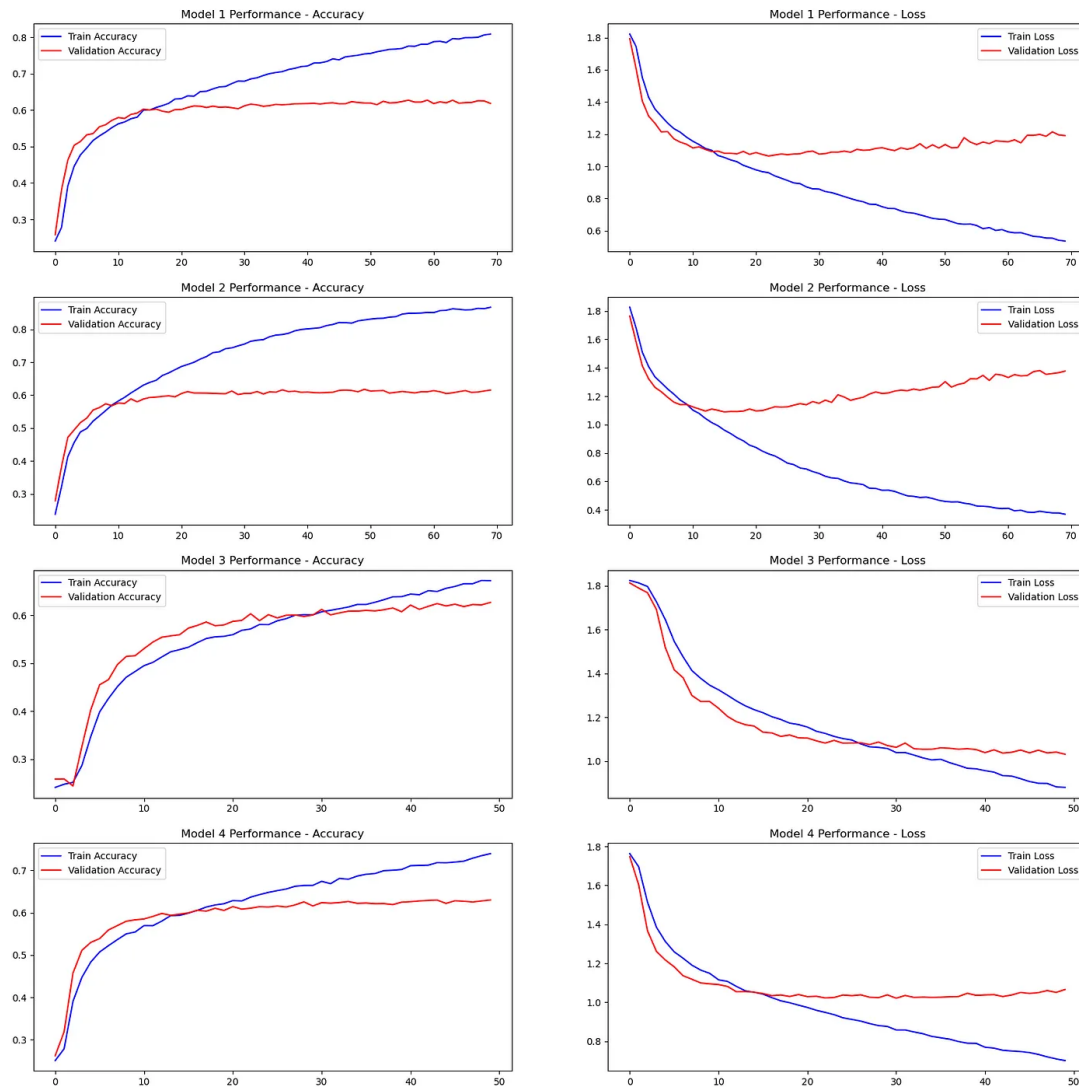 Model 1 Performance - Accuracy
Train Accuracy
Validation Accuracy
0.8
0.7
0.6
0.5
0.4
0.3
0 10 20 30 40 50 60 70
Model 1 Performance - Loss
Train Loss
Validation Loss
1.8
1.6
1.4
1.2
1.0
0.8
0.6
0 10 20 30 40 50 60 70
Model 2 Performance - Accuracy
Train Accuracy
Validation Accuracy
0.8
0.7
0.6
0.5
0.4
0.3
0 10 20 30 40 50 60 70
Model 2 Performance - Loss
Train Loss
Validation Loss
1.8
1.6
1.4
1.2
1.0
0.8
0.6
0.4
0 10 20 30 40 50 60 70
Model 3 Performance - Accuracy
Train Accuracy
Validation Accuracy
0.6
0.5
0.4
0.3
0 10 20 30 40 50
Model 3 Performance - Loss
Train Loss
Validation Loss
1.8
1.6
1.4
1.2
1.0
0 10 20 30 40 50
Model 4 Performance - Accuracy
Train Accuracy
Validation Accuracy
0.7
0.6
0.5
0.4
0.3
0 10 20 30 40 50
Model 4 Performance - Loss
Train Loss
Validation Loss
1.8
1.6
1.4
1.2
1.0
0.8
0 10 20 30 40 50